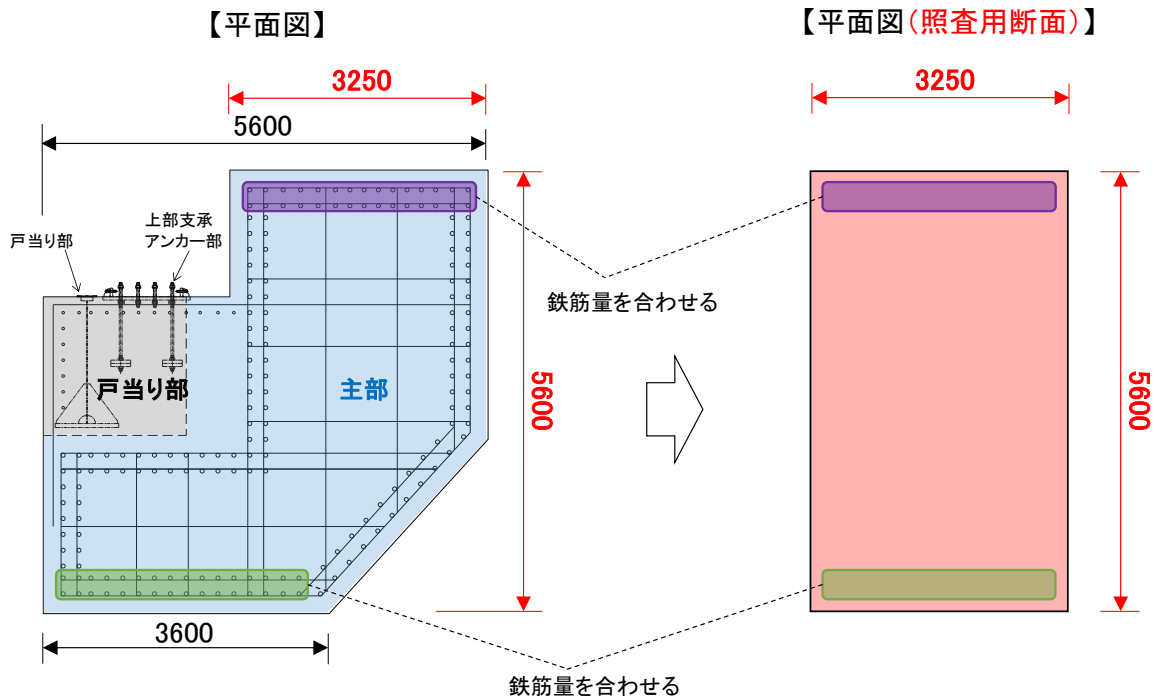 【平面図】
【平面図(照査用断面)】
3250
3250
5600
上部支承
アンカー部
戸当り部
鉄筋量を合わせる
戸当り部
主部
5600
5600
3600
鉄筋量を合わせる